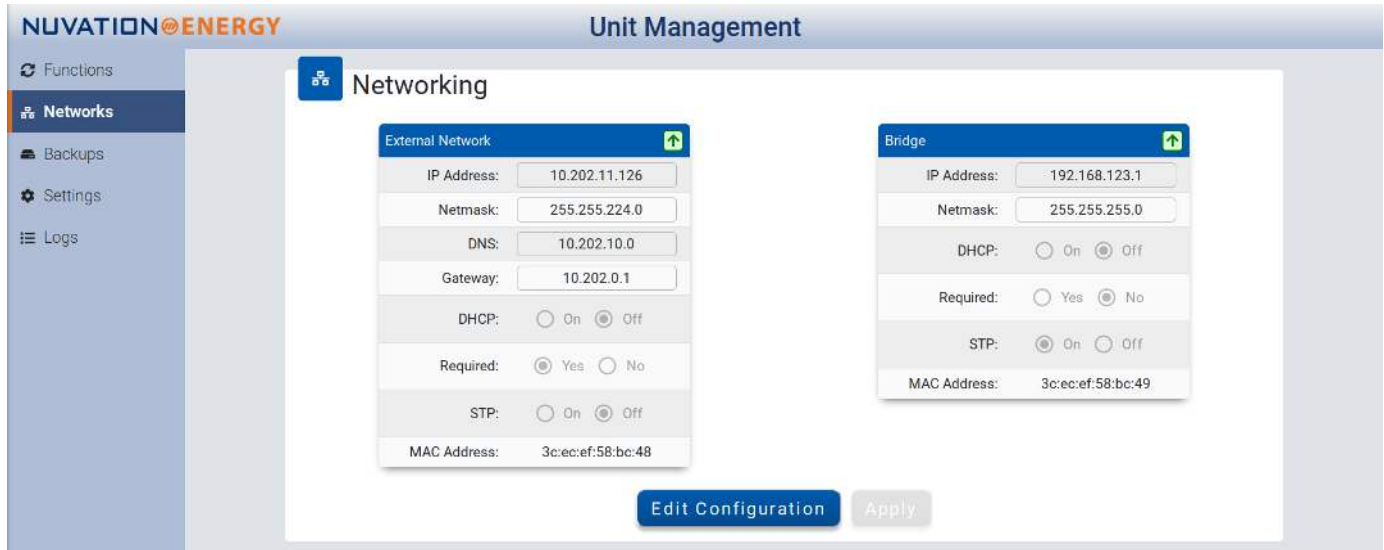 NUVATION ENERGY
Unit Management
Functions
Networks
Backups
Settings
Logs
Networking
External Network
IP Address: 10.202.11.126
Netmask: 255.255.224.0
DNS: 10.202.10.0
Gateway: 10.202.0.1
DHCP: On Off
Required: Yes No
STP: On Off
MAC Address: 3c:ec:ef:58:bc:48
Bridge
IP Address: 192.168.123.1
Netmask: 255.255.255.0
DHCP: On Off
Required: Yes No
STP: On Off
MAC Address: 3c:ec:ef:58:bc:49
Edit Configuration
Apply